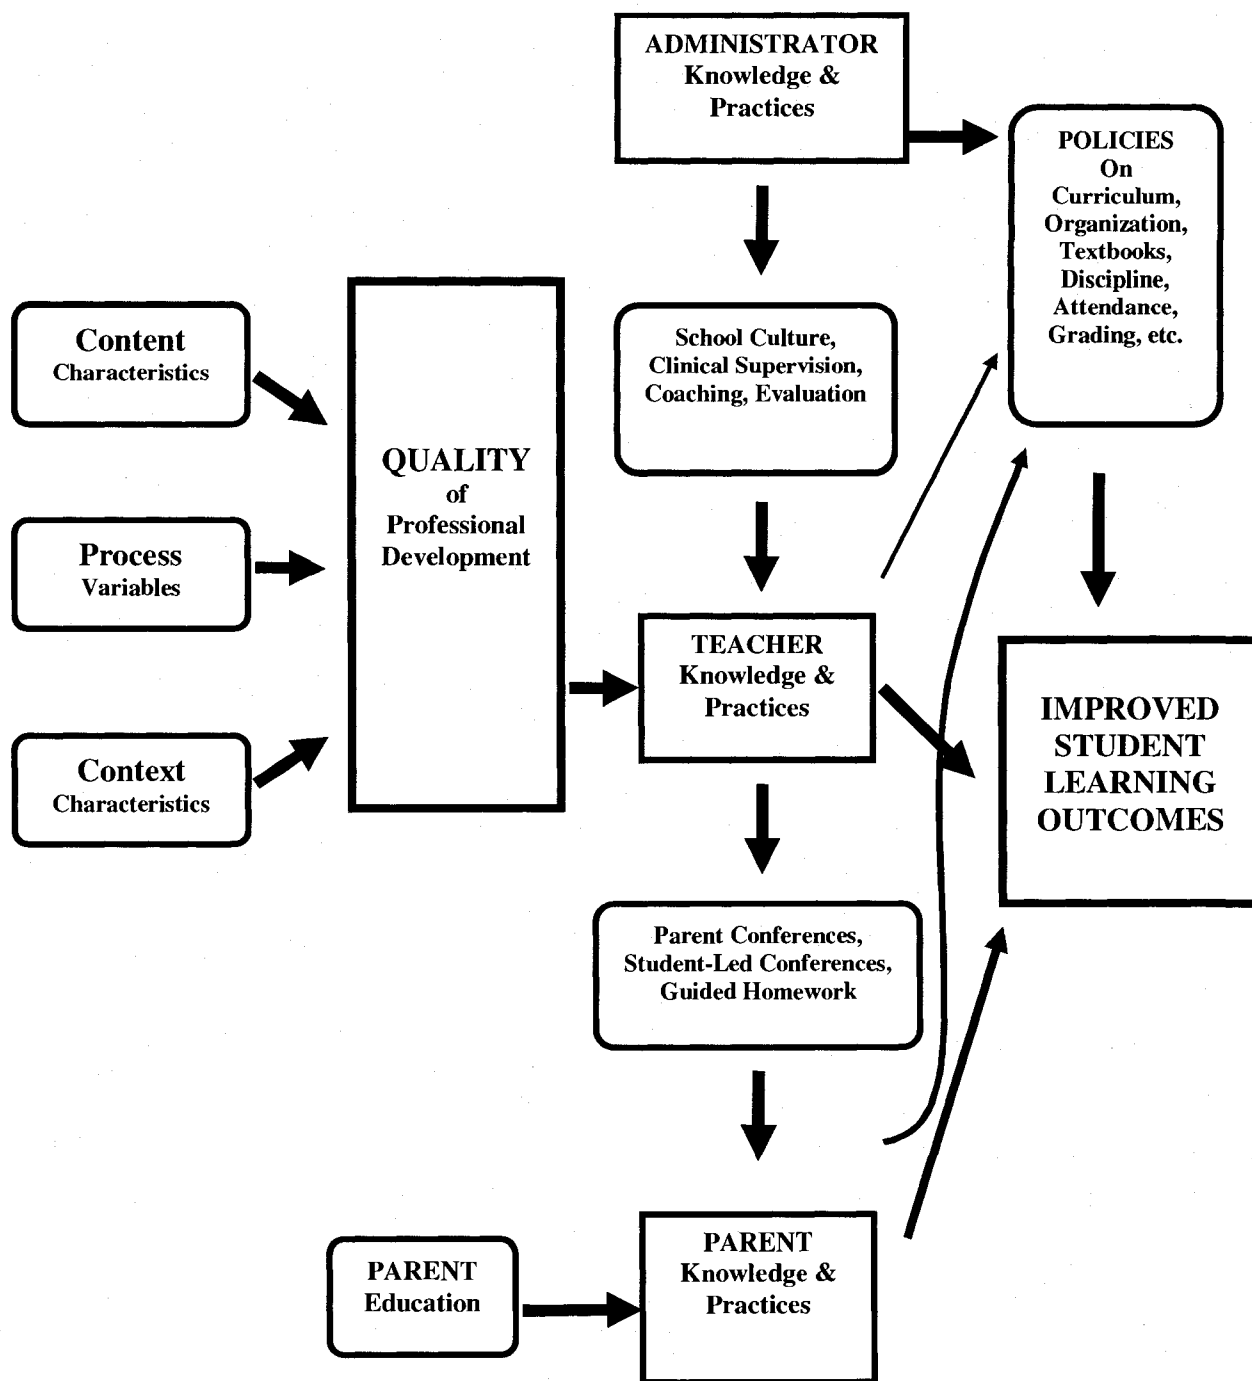 ADMINISTRATOR
Knowledge &
Practices
POLICIES
On
Curriculum,
Organization,
Textbooks,
Discipline,
Attendance,
Grading, etc.
Content
Characteristics
School Culture,
Clinical Supervision,
Coaching, Evaluation
QUALITY
of
Professional
Development
Process
Variables
TEACHER
Knowledge &
Practices
IMPROVED
STUDENT
LEARNING
OUTCOMES
Context
Characteristics
Parent Conferences,
Student-Led Conferences,
Guided Homework
PARENT
Education
PARENT
Knowledge &
Practices